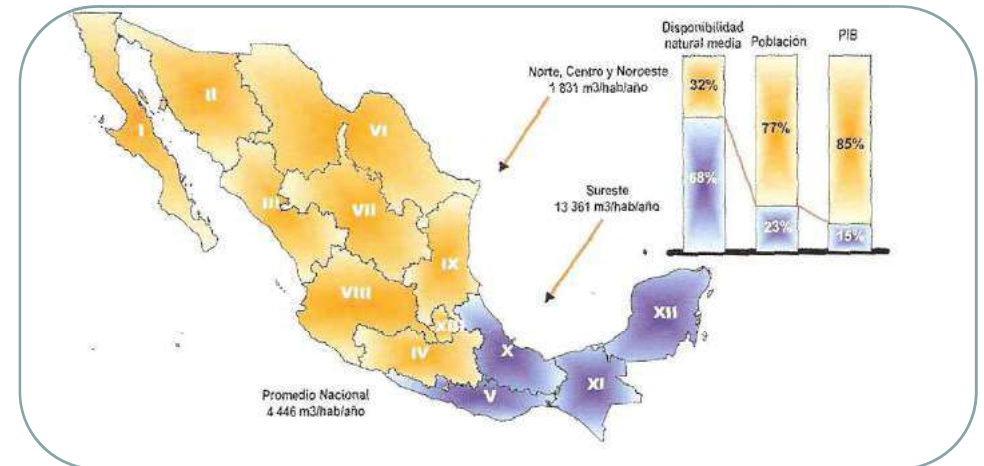 Disponibilidad
natural media
Población
PIB
Norte, Centro y Noroeste
1 831 m3/hab/año
32%
77%
85%
68%
23%
15%
Sureste
13 361 m3/hab/año
I
II
VI
III
VII
IX
VIII
XIII
IV
X
V
XI
XII
Promedio Nacional
4 446 m3/hab/año